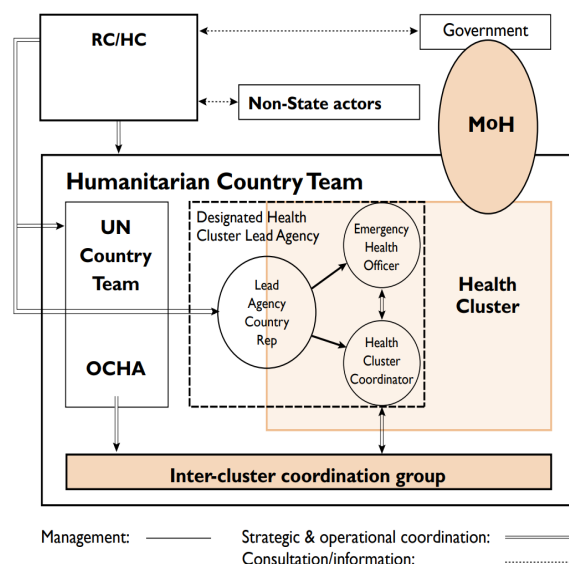 RC/HC
Government
Non-State actors
MoH
Humanitarian Country Team
UN
Country
Team
OCHA
Designated Health
Cluster Lead Agency
Lead
Agency
Country
Rep
Emergency
Health
Officer
Health
Cluster
Coordinator
Health
Cluster
Inter-cluster coordination group
Management:
Strategic & operational coordination:
Consultation/information: